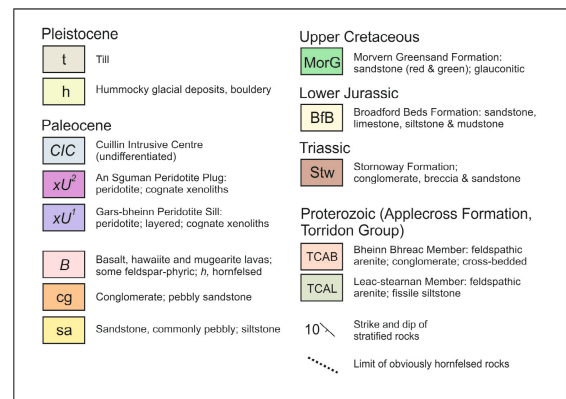 Pleistocene
t
Till
h
Hummocky glacial deposits, bouldery
Paleocene
CIC
Cuillin Intrusive Centre
(undifferentiated)
xU²
An Sguman Peridotite Plug:
peridotite; cognate xenoliths
xU¹
Gars-bheinn Peridotite Sill:
peridotite; layered; cognate xenoliths
B
Basalt, hawaiite and mugearite lavas;
some feldspar-phyric; h, hornfelsed
cg
Conglomerate; pebbly sandstone
sa
Sandstone, commonly pebbly; siltstone
Upper Cretaceous
MorG
Morvern Greensand Formation:
sandstone (red & green); glauconitic
Lower Jurassic
BfB
Broadford Beds Formation: sandstone,
limestone, siltstone & mudstone
Triassic
Stw
Stornoway Formation;
conglomerate, breccia & sandstone
Proterozoic (Applecross Formation,
Torridon Group)
TCAB
Bheinn Bhreac Member: feldspathic
arenite; conglomerate; cross-bedded
TCAL
Leac-stearnan Member: feldspathic
arenite; fissile siltstone
10
Strike and dip of
stratified rocks
Limit of obviously hornfelsed rocks